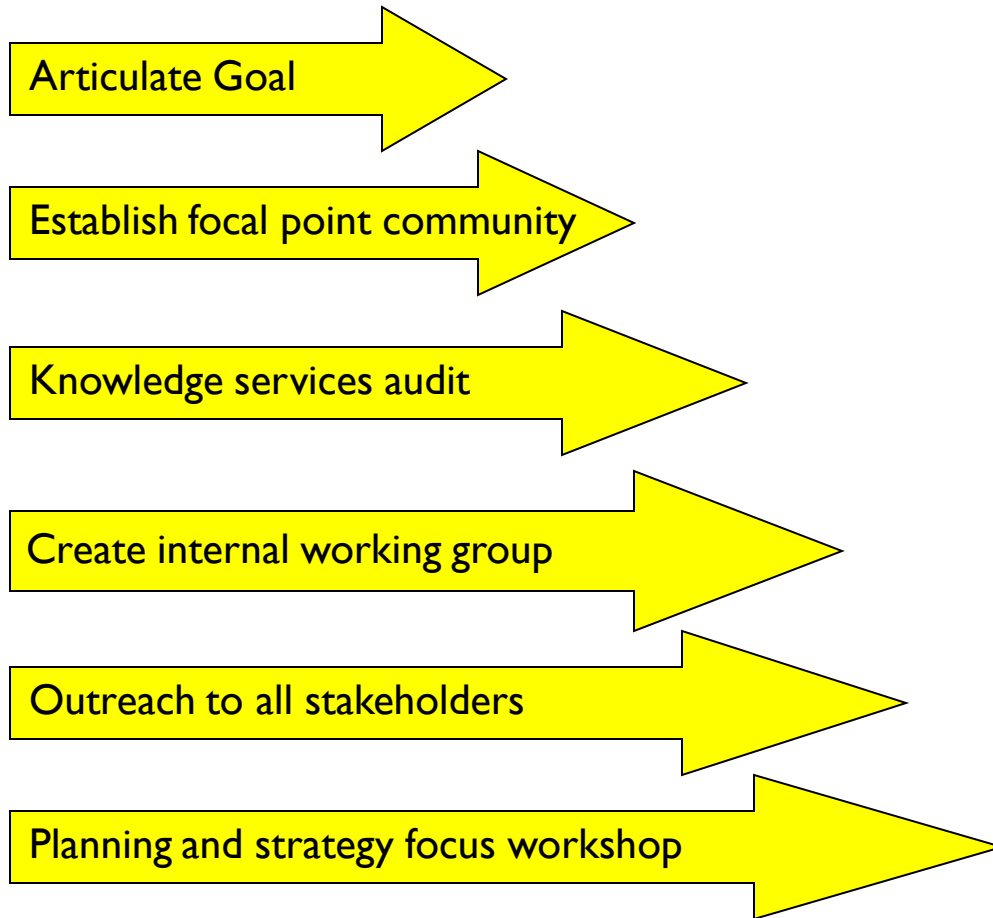 Articulate Goal
Establish focal point community
Knowledge services audit
Create internal working group
Outreach to all stakeholders
Planning and strategy focus workshop